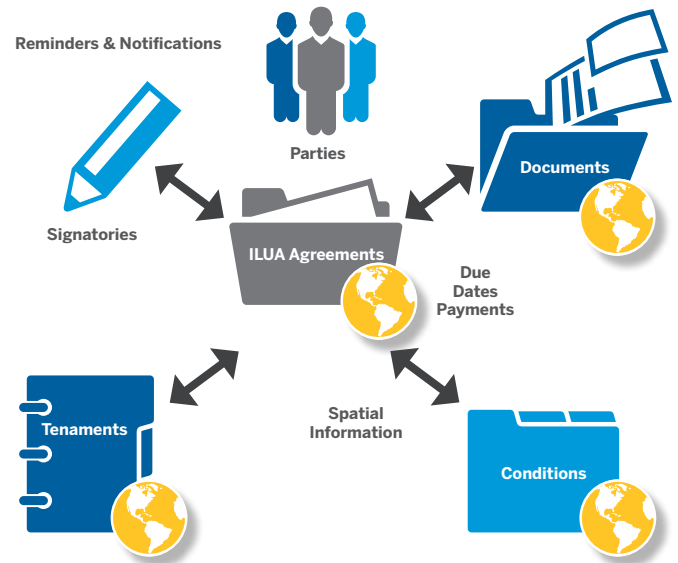 Reminders & Notifications
Parties
Documents
Signatories
ILUA Agreements
Due
Dates
Payments
Spatial
Information
Tenaments
Conditions